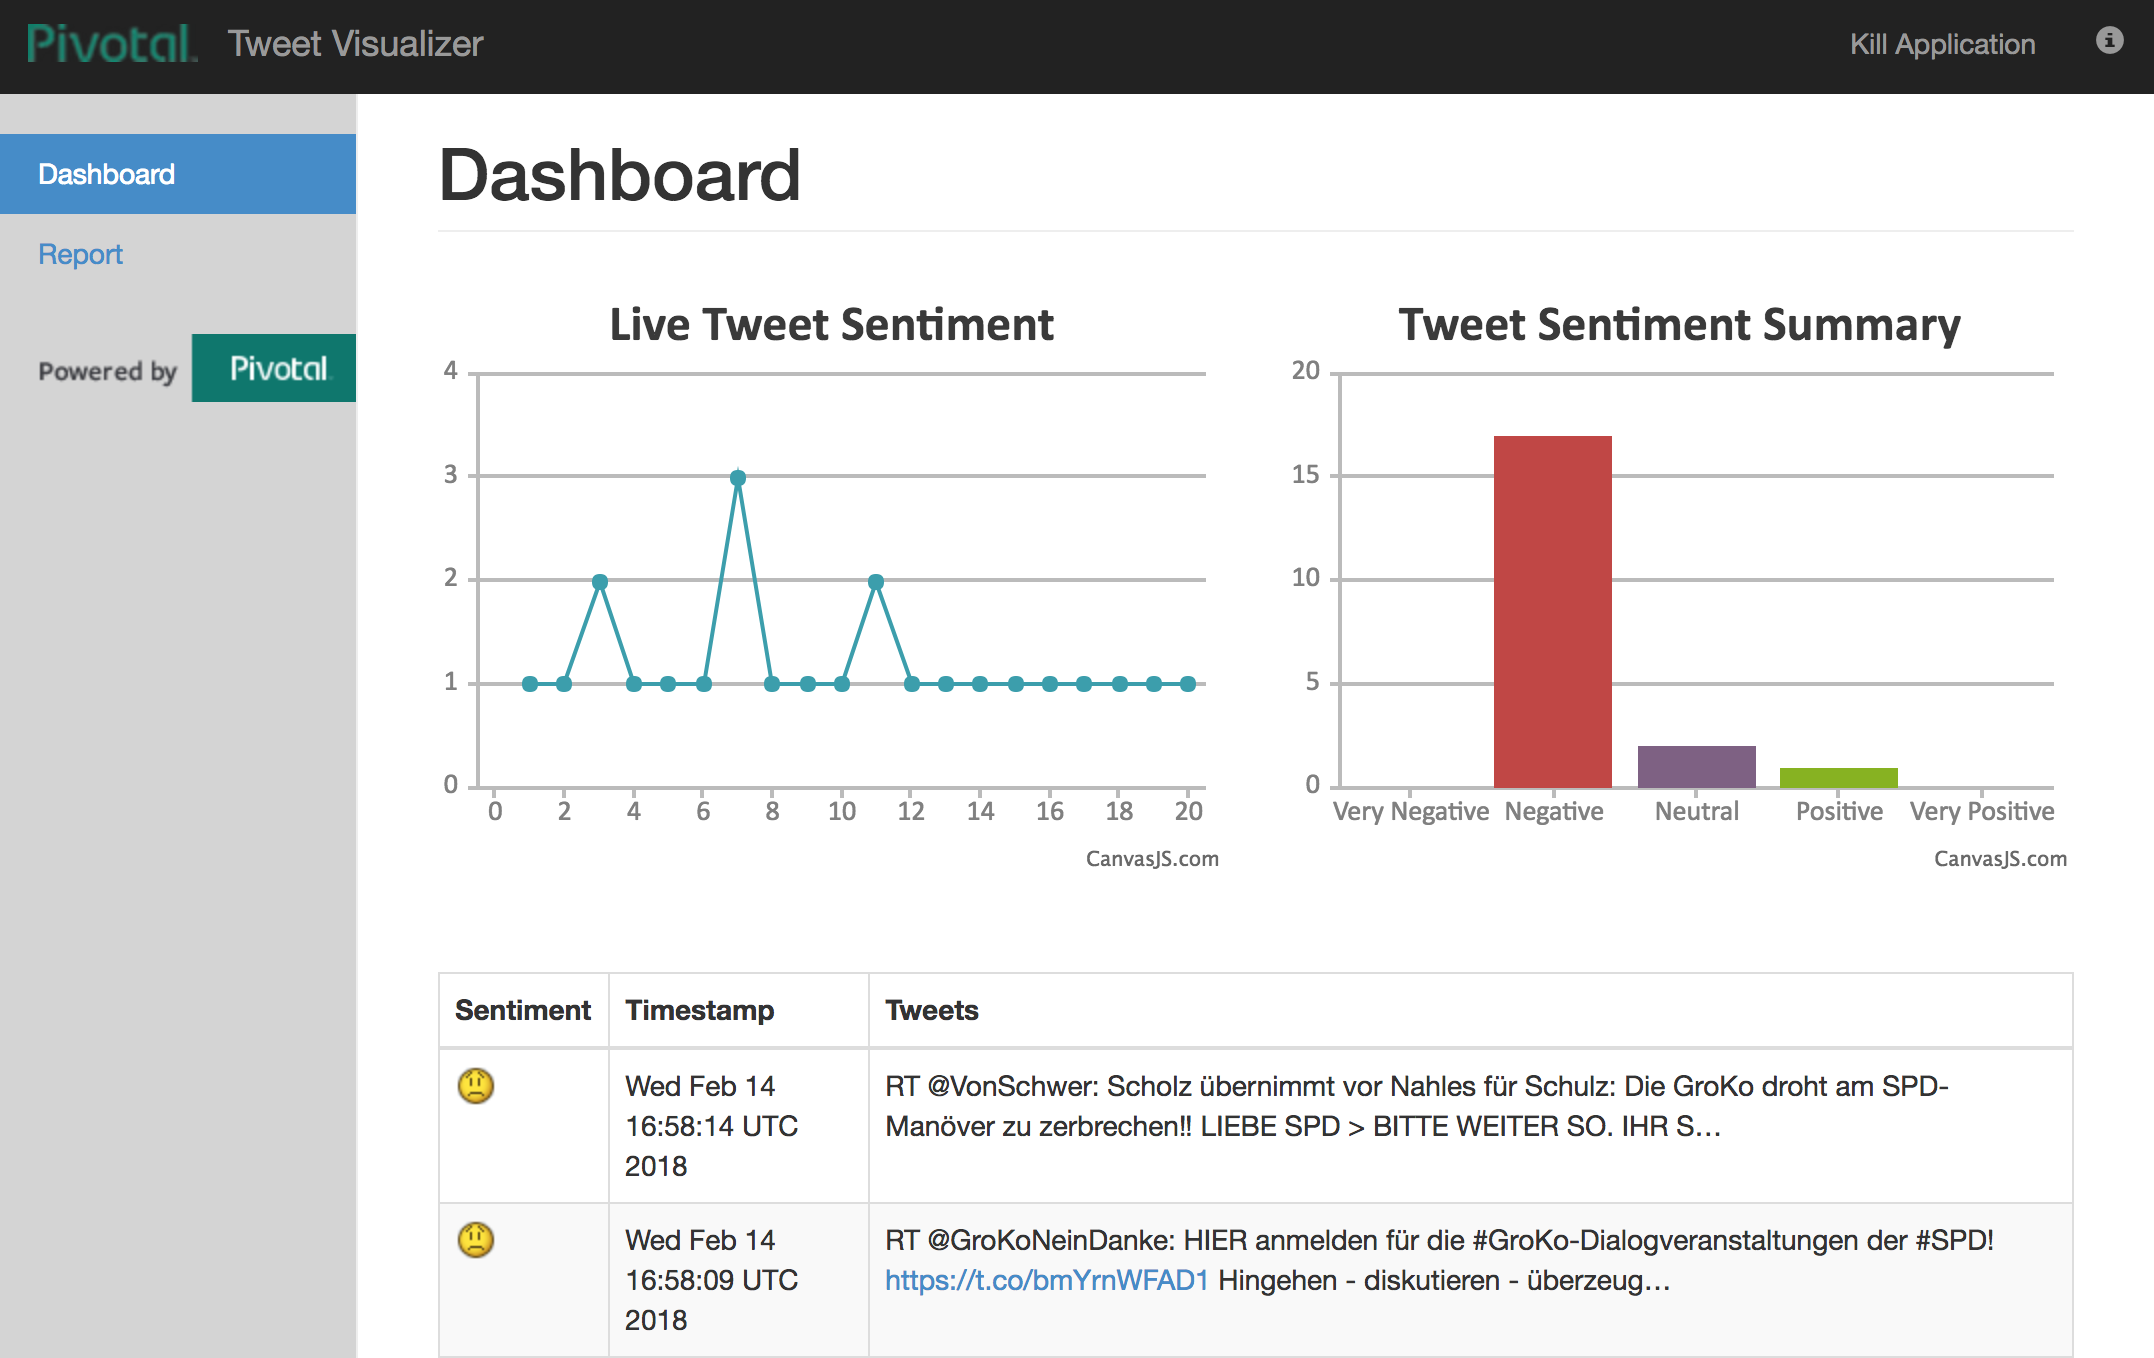 Pivotal Tweet Visualizer
Kill Application
Dashboard
Report
Powered by Pivotal
Dashboard
Live Tweet Sentiment
4
3
2
1
0
0 2 4 6 8 10 12 14 16 18 20
CanvasJS.com
Tweet Sentiment Summary
20
15
10
5
0
Very Negative Negative Neutral Positive Very Positive
CanvasJS.com
Sentiment Timestamp Tweets
Wed Feb 14
16:58:14 UTC
2018
RT @VonSchwer: Scholz übernimmt vor Nahles für Schulz: Die GroKo droht am SPD-
Manöver zu zerbrechen!! LIEBE SPD > BITTE WEITER SO. IHR S…
Wed Feb 14
16:58:09 UTC
2018
RT @GroKoNeinDanke: HIER anmelden für die #GroKo-Dialogveranstaltungen der #SPD!
https://t.co/bmYrnWFAD1 Hingehen - diskutieren - überzeug…